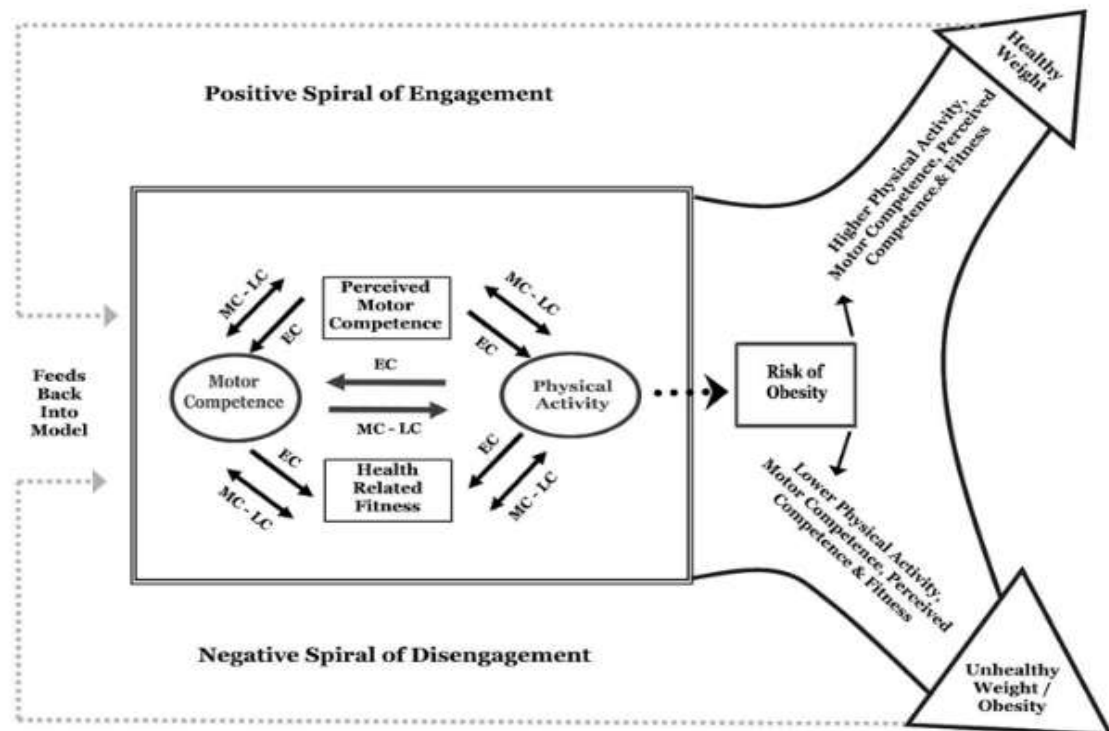 Healthy
Weight
Positive Spiral of Engagement
Higher Physical Activity,
Motor Competence, Perceived
Competence,& Fitness
MC - LC
EC
Perceived
Motor
Competence
MC - LC
EC
Feeds
Back
Into
Model
Motor
Competence
EC
MC - LC
Physical
Activity
Risk of
Obesity
EC
MC - LC
Health
Related
Fitness
EC
MC - LC
Lower Physical Activity,
Motor Competence, Perceived
Competence & Fitness
Negative Spiral of Disengagement
Unhealthy
Weight /
Obesity